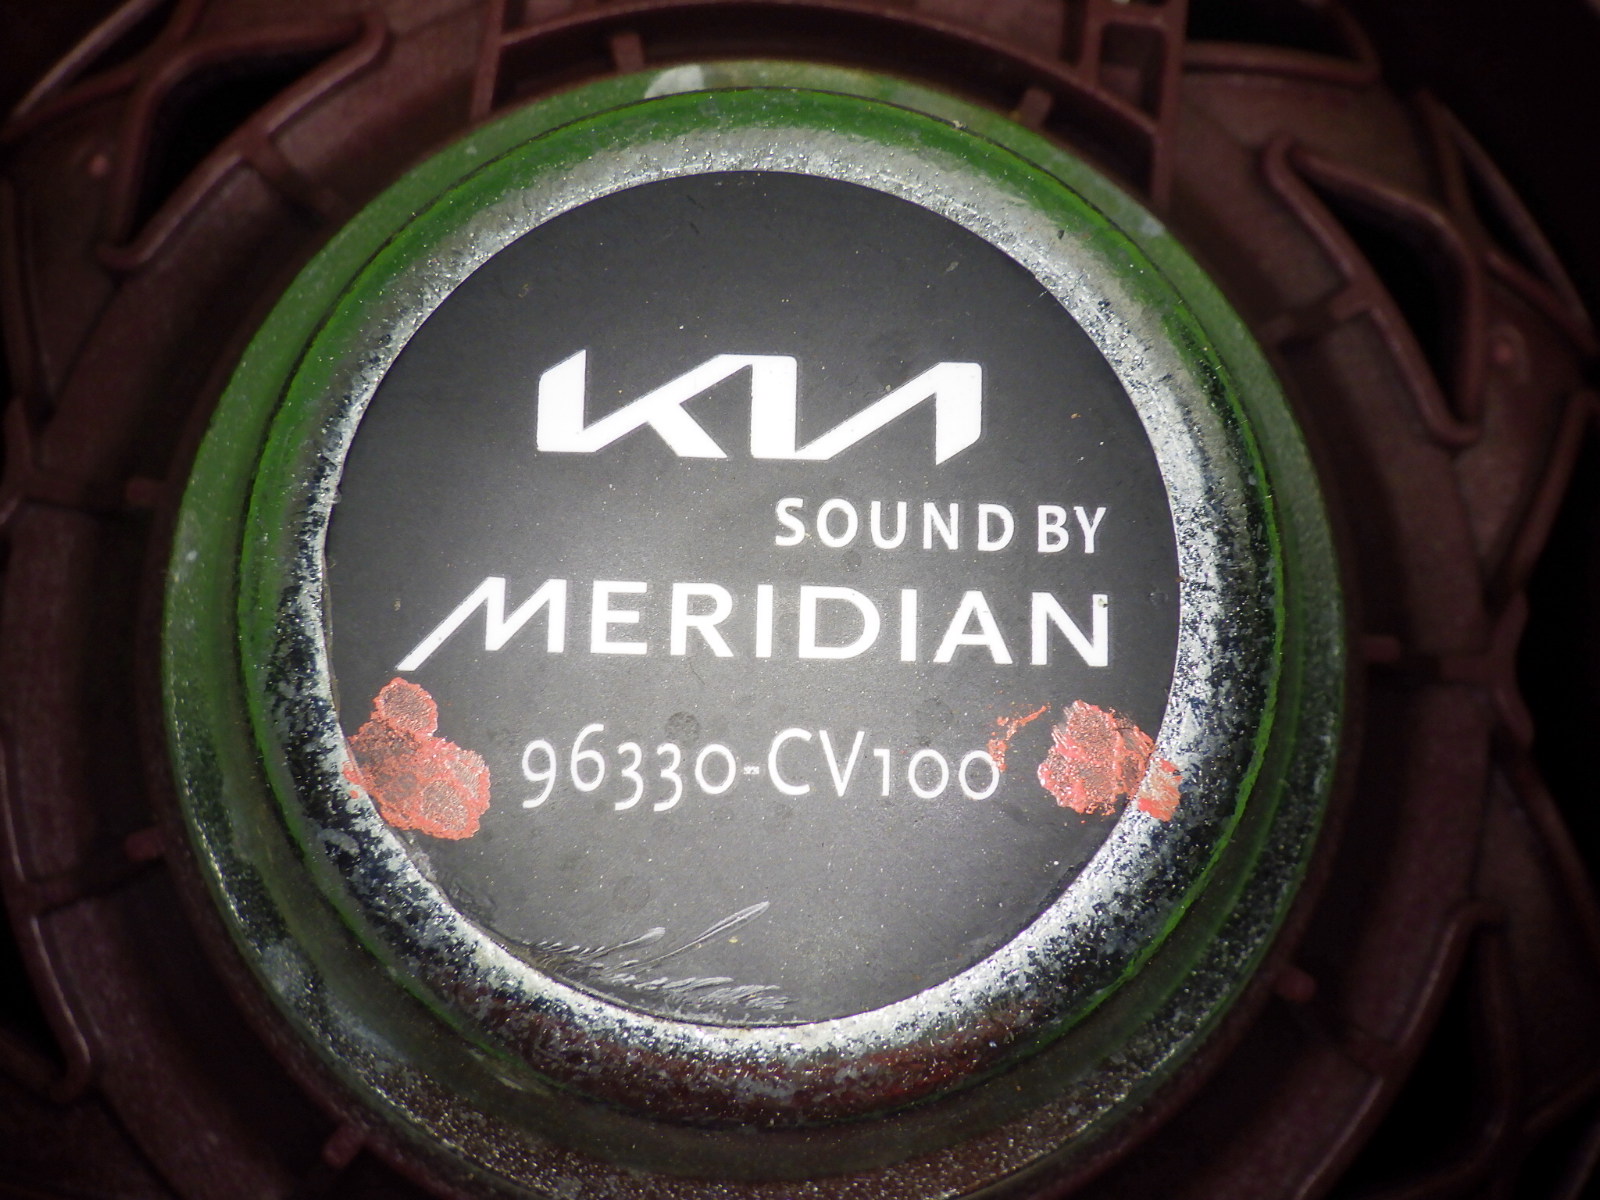 KIA
SOUND BY
MERIDIAN
96330-CV100